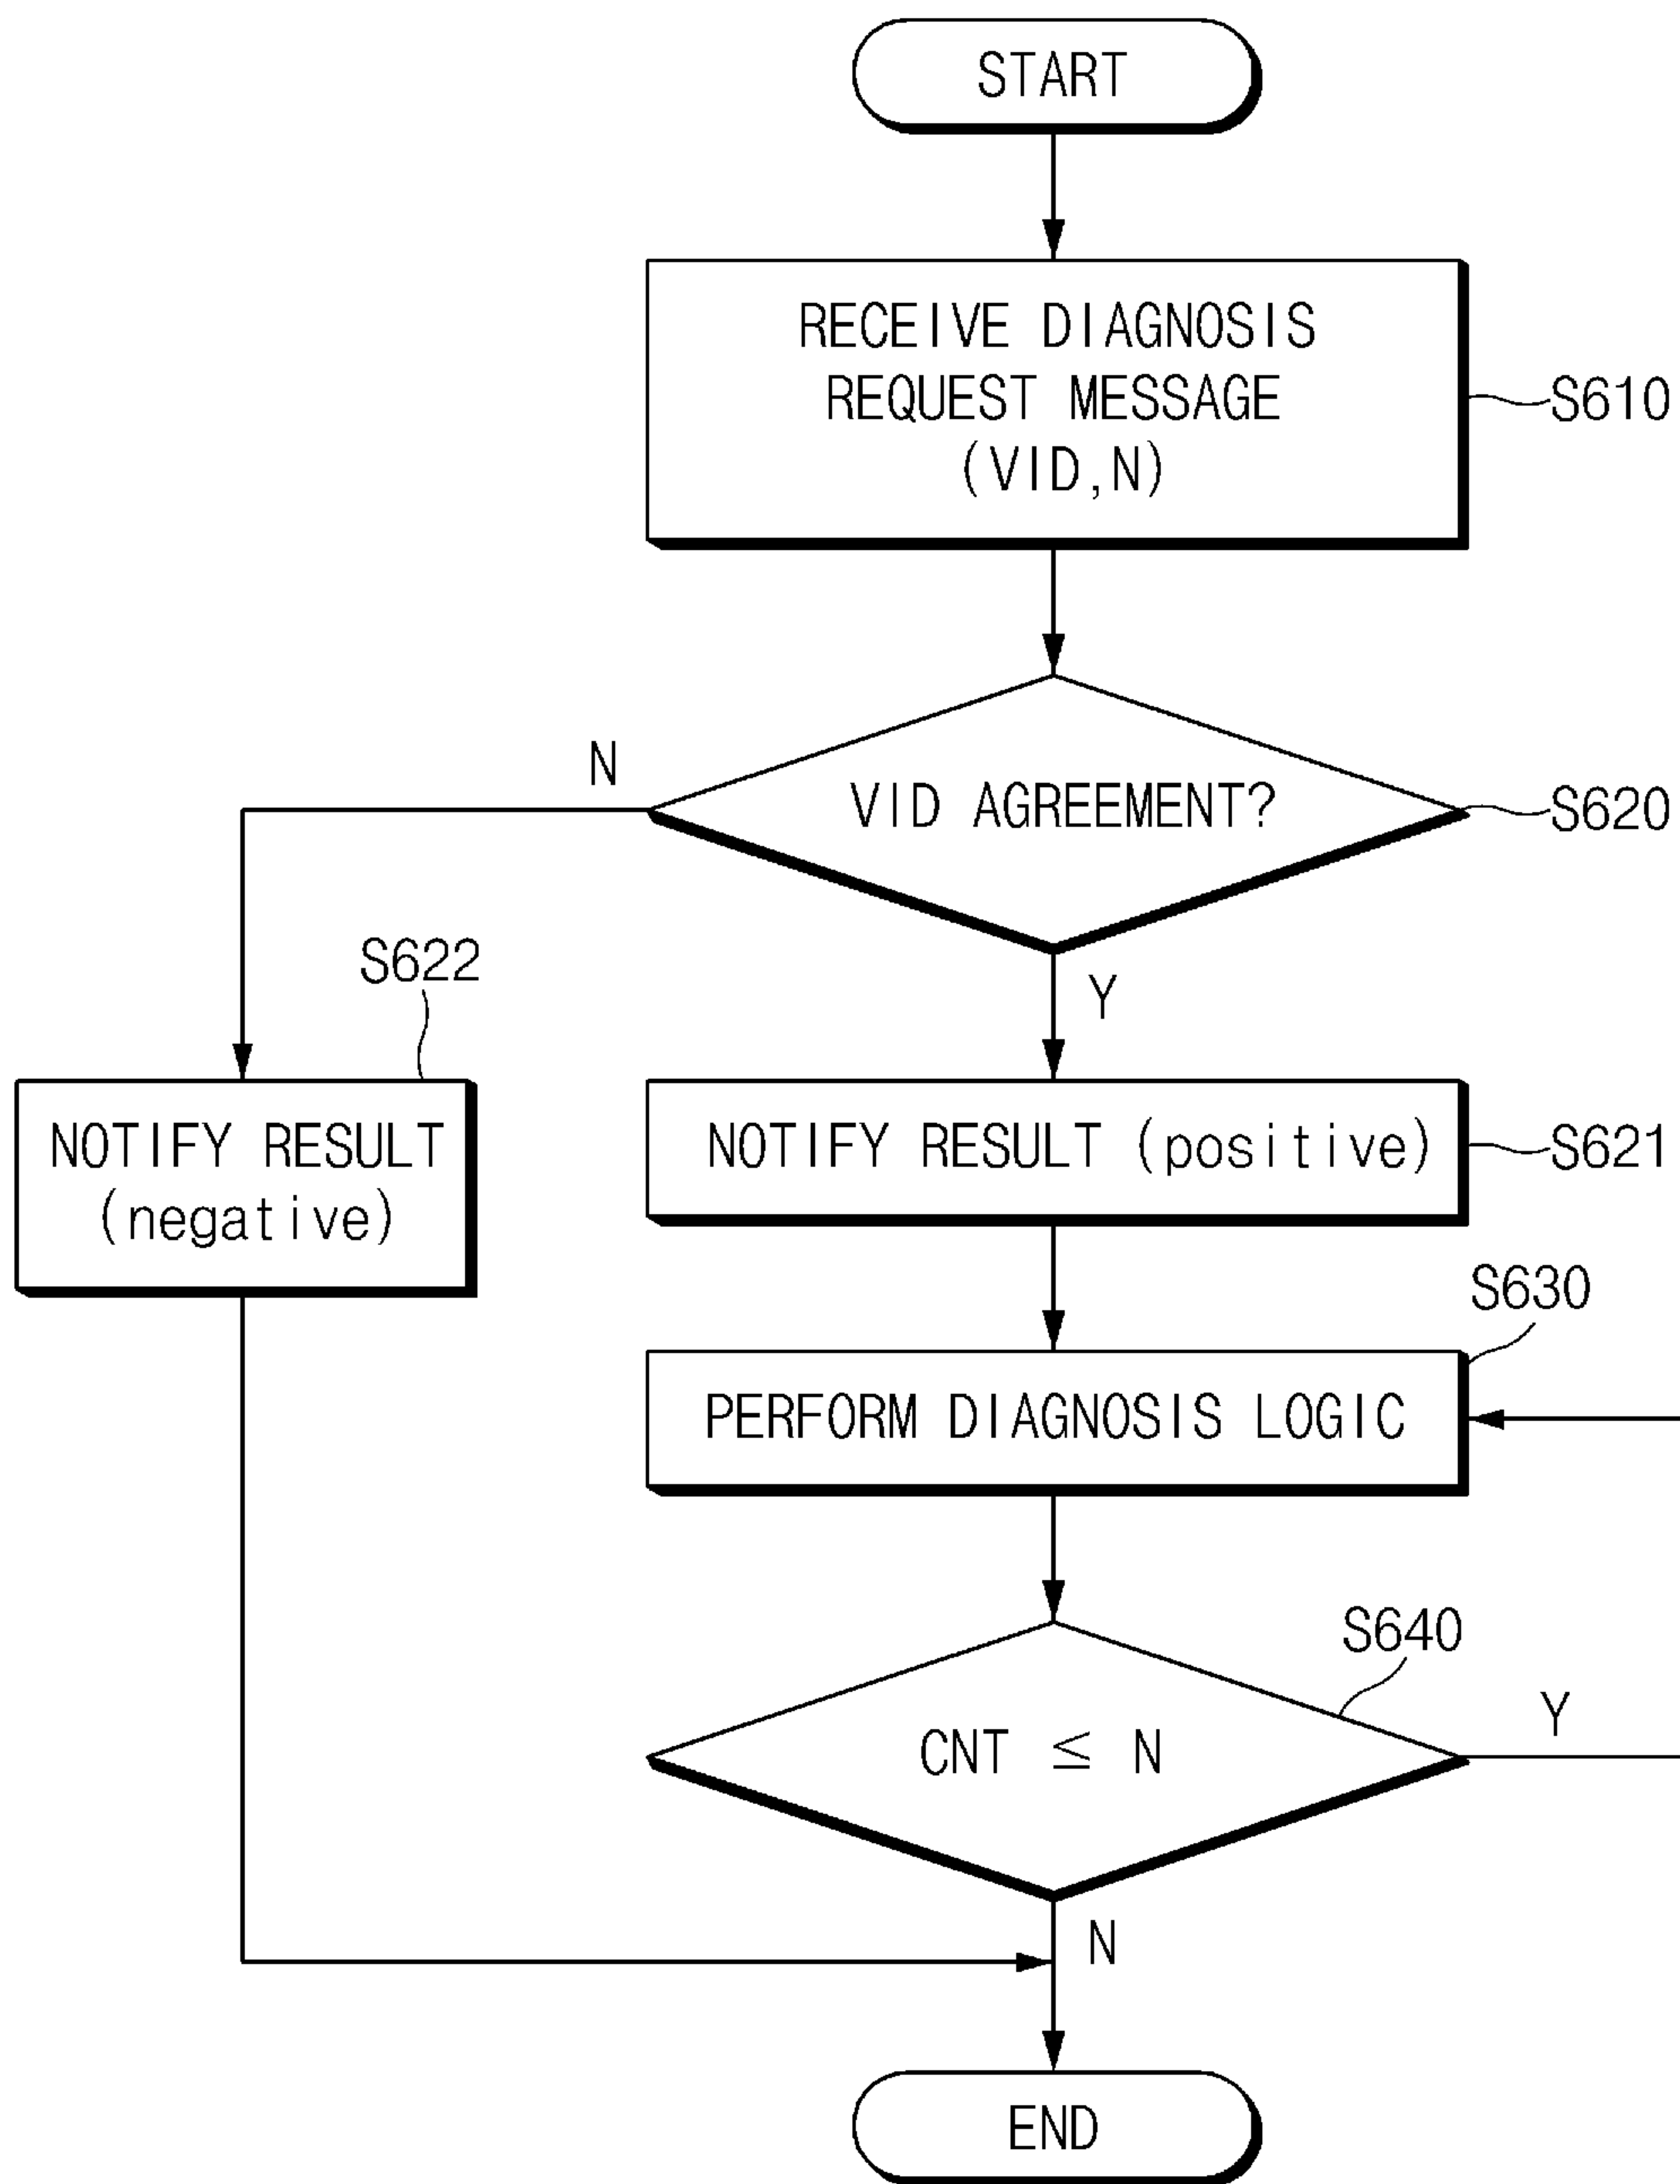 START
RECEIVE DIAGNOSIS
REQUEST MESSAGE
(VID,N)
S610
N
VID AGREEMENT?
S620
S622
Y
NOTIFY RESULT
(negative)
NOTIFY RESULT (positive)
S621
S630
PERFORM DIAGNOSIS LOGIC
S640
CNT ≤ N
Y
N
END